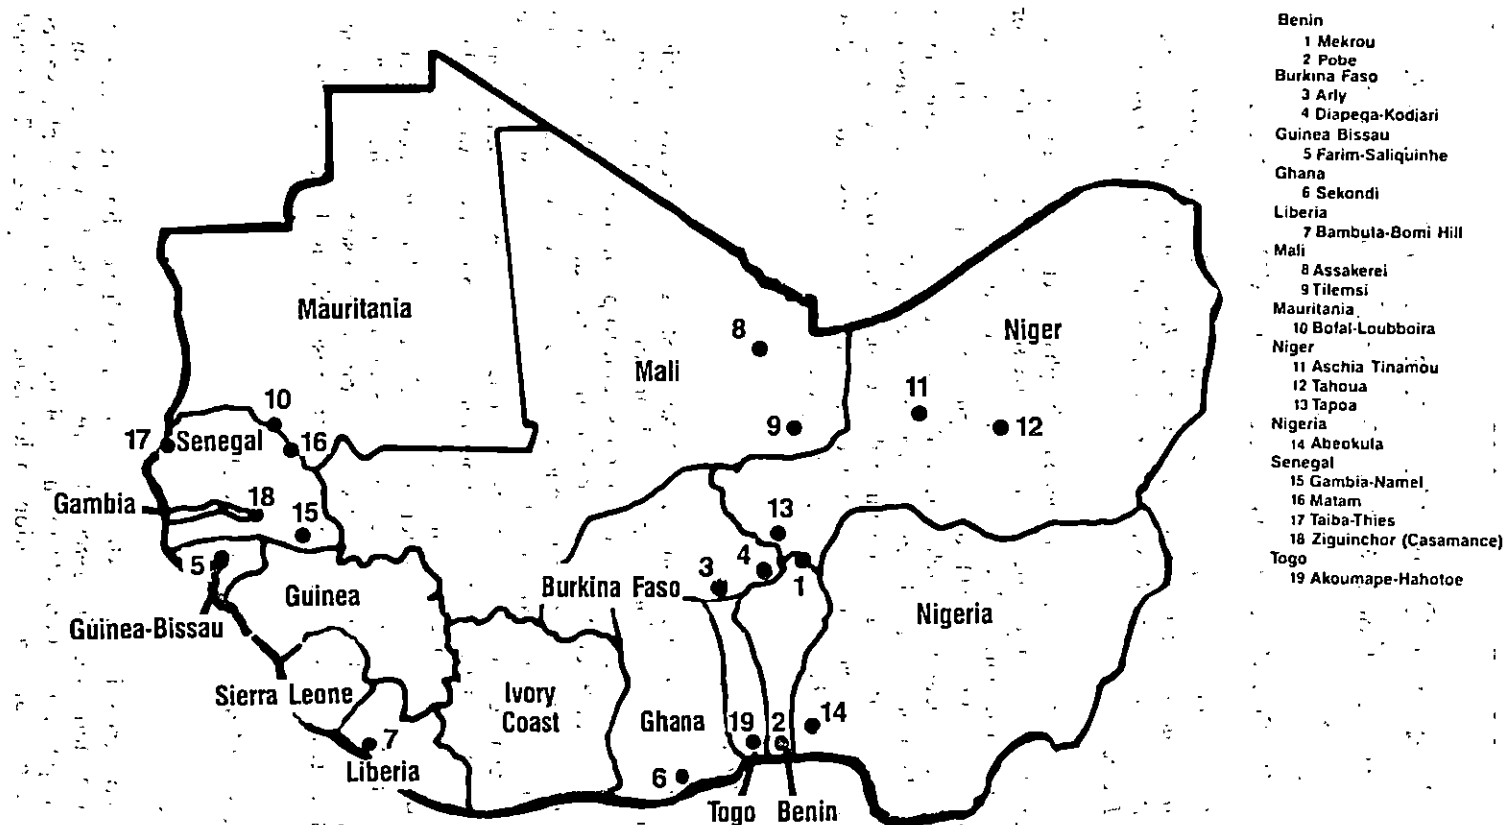 Benin
1 Mekrou
2 Pobe
Burkina Faso
3 Arly
4 Diapega-Kodjari
Guinea Bissau
5 Farim-Saliquinhe
Ghana
6 Sekondi
Liberia
7 Bambuta-Bomi Hill
Mali
8 Assakerei
9 Tilemsi
Mauritania
10 Bofal-Loubboira
Niger
11 Aschia Tinamou
12 Tahoua
13 Tapoa
Nigeria
14 Abeokula
Senegal
15 Gambia-Namel
16 Matam
17 Taiba-Thies
18 Ziguinchor (Casamance)
Togo
19 Akoumape-Hahotoe
Mauritania
Niger
8
Mali
11
10
9
12
17
Senegal
16
Gambia
18
15
13
5
4
3
1
Burkina Faso
Guinea
Nigeria
Guinea-Bissau
Sierra Leone
Ivory
Coast
Ghana
19
2
14
7
Liberia
6
Togo
Benin